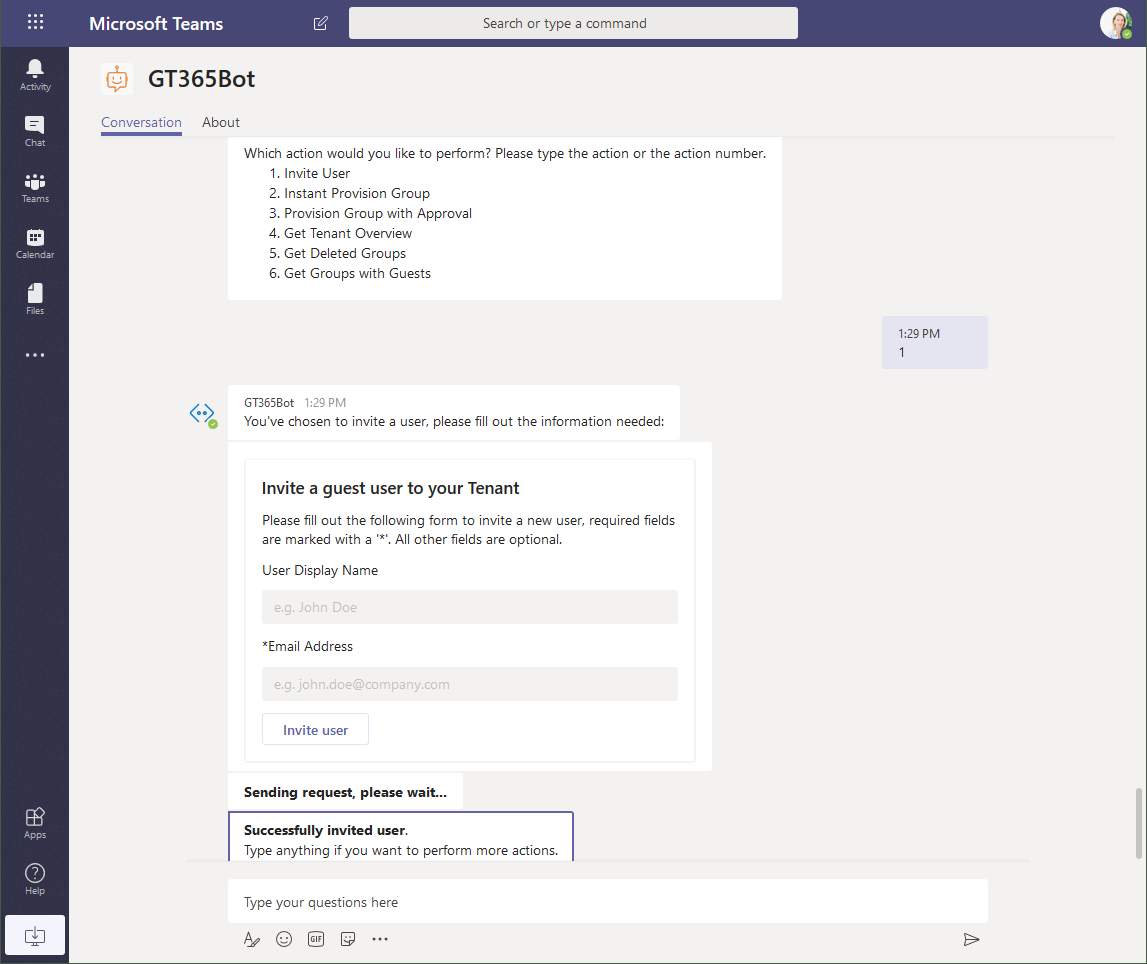 Microsoft Teams
Search or type a command
Activity
Chat
Teams
Calendar
Files
Apps
Help
GT365Bot
Conversation
About
Which action would you like to perform? Please type the action or the action number.
1. Invite User
2. Instant Provision Group
3. Provision Group with Approval
4. Get Tenant Overview
5. Get Deleted Groups
6. Get Groups with Guests
1:29 PM
1
GT365Bot 1:29 PM
You've chosen to invite a user, please fill out the information needed:
Invite a guest user to your Tenant
Please fill out the following form to invite a new user, required fields
are marked with a '*'. All other fields are optional.
User Display Name
e.g. John Doe
*Email Address
e.g. john.doe@company.com
Invite user
Sending request, please wait...
Successfully invited user.
Type anything if you want to perform more actions.
Type your questions here
GIF